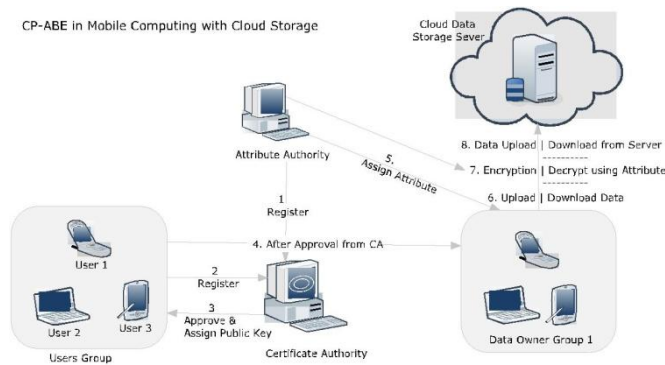 CP-ABE in Mobile Computing with Cloud Storage
Cloud Data
Storage Sever
Attribute Authority
5.
Assign Attribute
8. Data Upload | Download from Server
----------
7. Encryption | Decrypt using Attribute
----------
6. Upload | Download Data
1
Register
4. After Approval from CA
User 1
2
Register
User 2
User 3
3
Approve &
Assign Public Key
Users Group
Certificate Authority
Data Owner Group 1